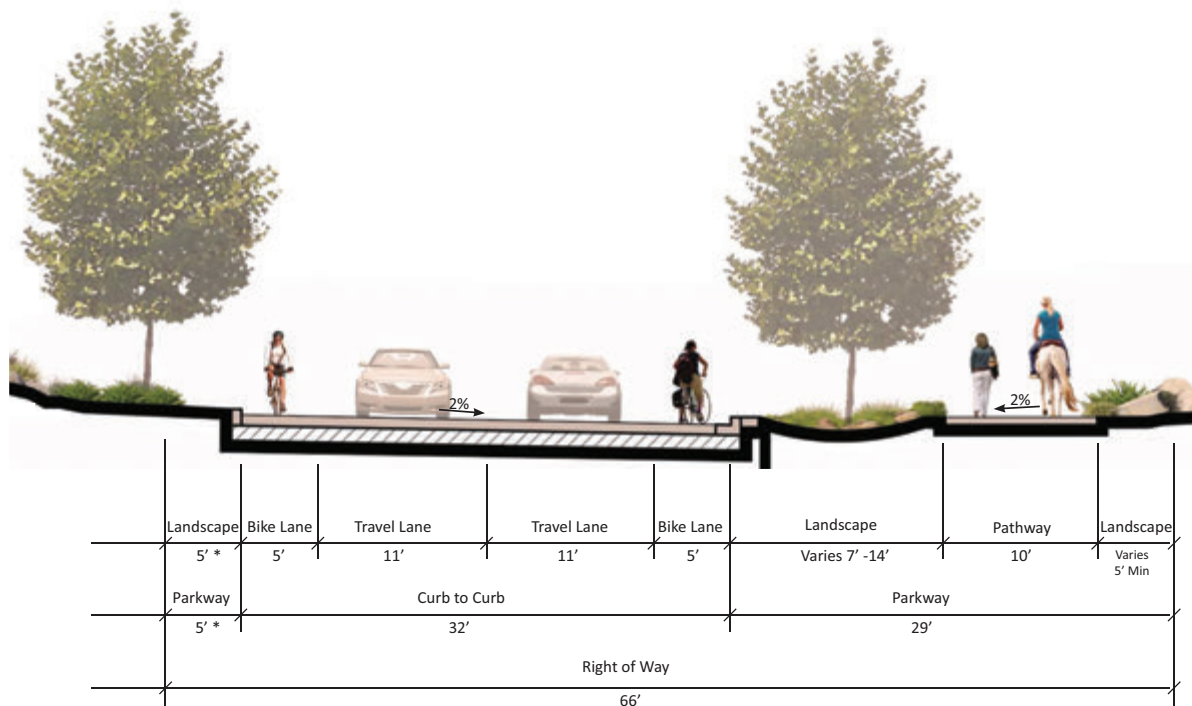 2%
2%
Landscape Bike Lane Travel Lane Travel Lane Bike Lane Landscape Pathway Landscape
5’ * 5’ 11’ 11’ 5’ Varies 7’ -14’ 10’ Varies
5’ Min
Parkway Curb to Curb Parkway
5’ * 32’ 29’
Right of Way
66’